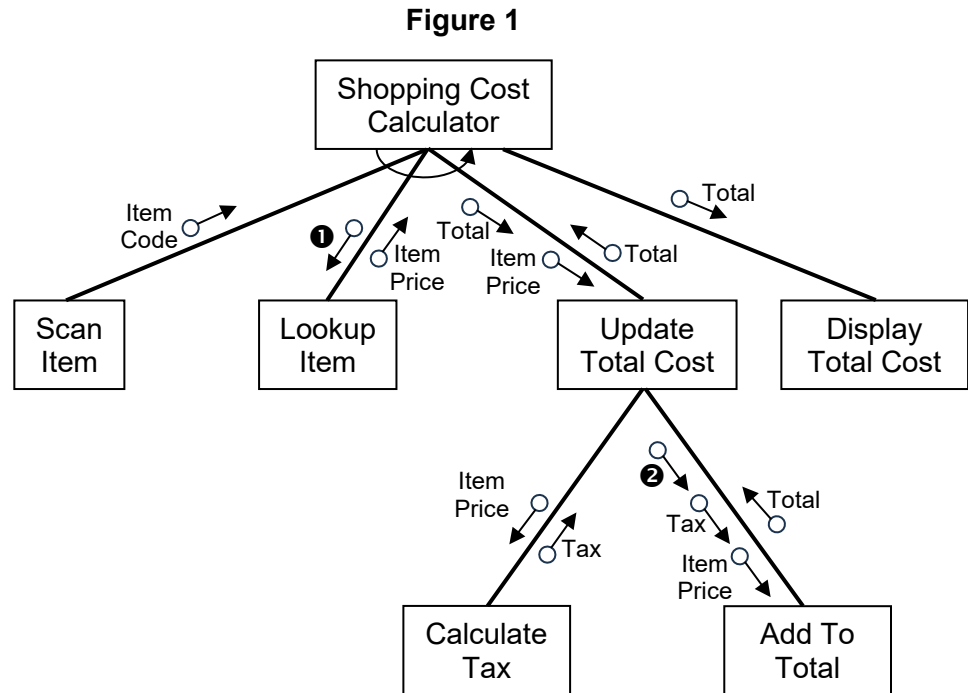 Figure 1
Shopping Cost
Calculator
Item
Code
❶
Item
Price
Total
Item
Price
Total
Total
Scan
Item
Lookup
Item
Update
Total Cost
Display
Total Cost
Item
Price
Tax
❷
Tax
Item
Price
Total
Calculate
Tax
Add To
Total